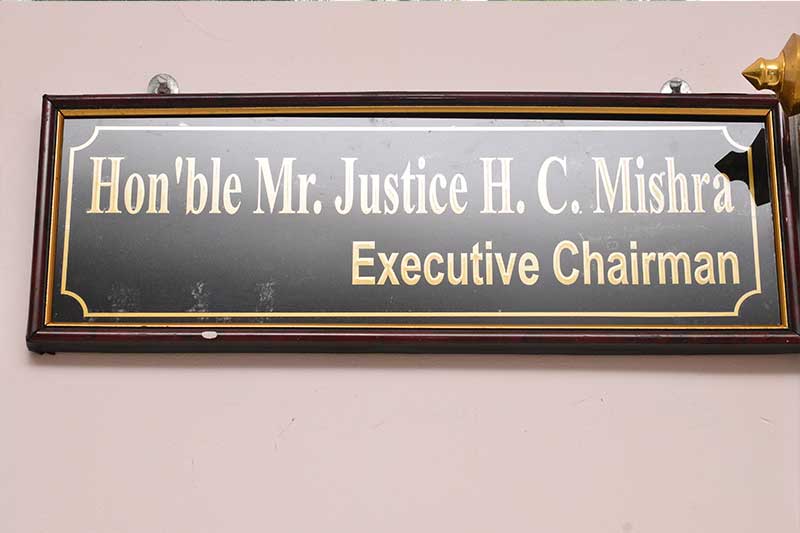 Hon'ble Mr. Justice H. C. Mishra
Executive Chairman